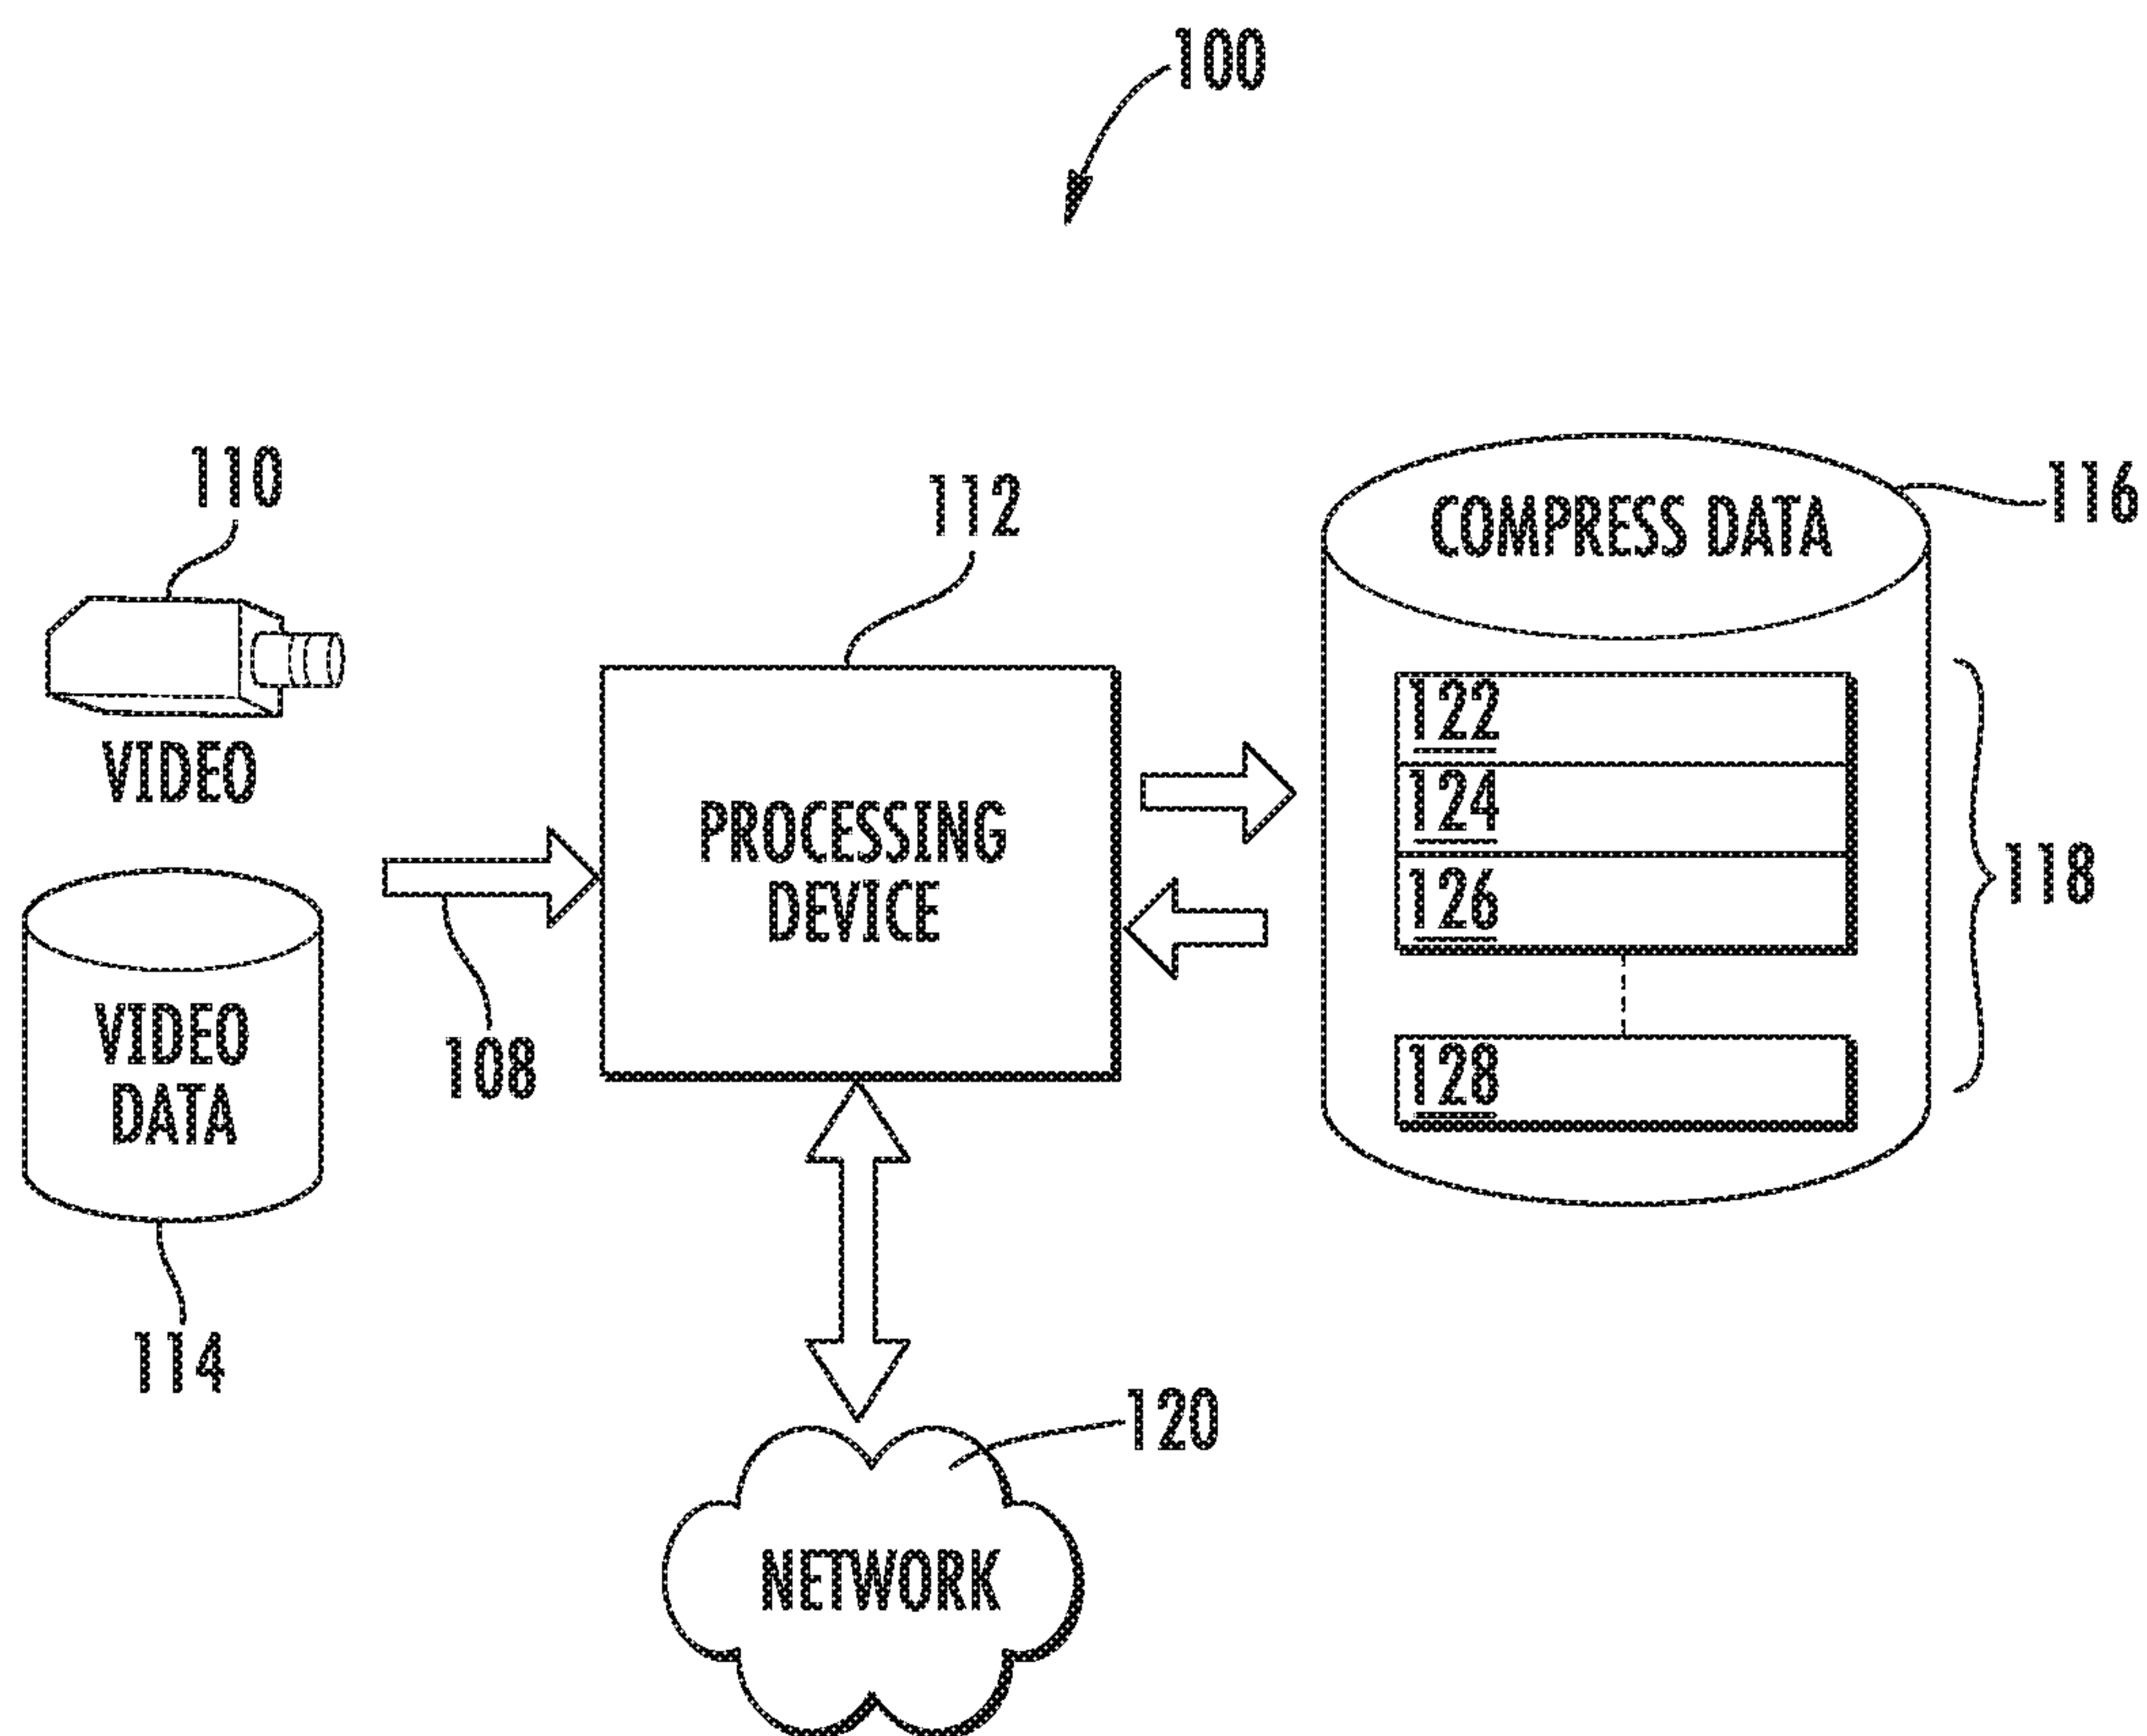 100
110
112
COMPRESS DATA
116
VIDEO
122
124
126
128
118
PROCESSING
DEVICE
108
VIDEO
DATA
114
120
NETWORK